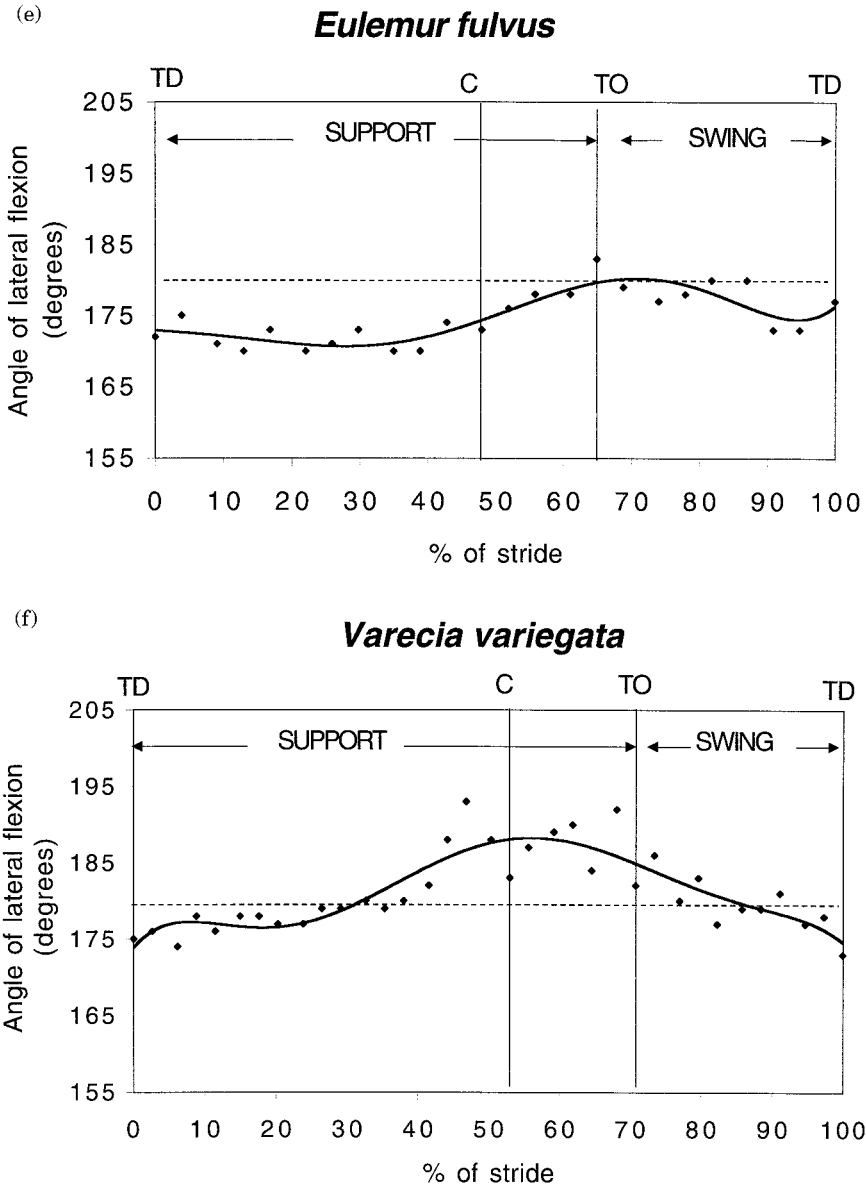 (e)
Eulemur fulvus
TD C TO TD
205
SUPPORT SWING
195
185
175
165
155
Angle of lateral flexion
(degrees)
0 10 20 30 40 50 60 70 80 90 100
% of stride
(f)
Varecia variegata
TD C TO TD
205
SUPPORT SWING
195
185
175
165
155
Angle of lateral flexion
(degrees)
0 10 20 30 40 50 60 70 80 90 100
% of stride